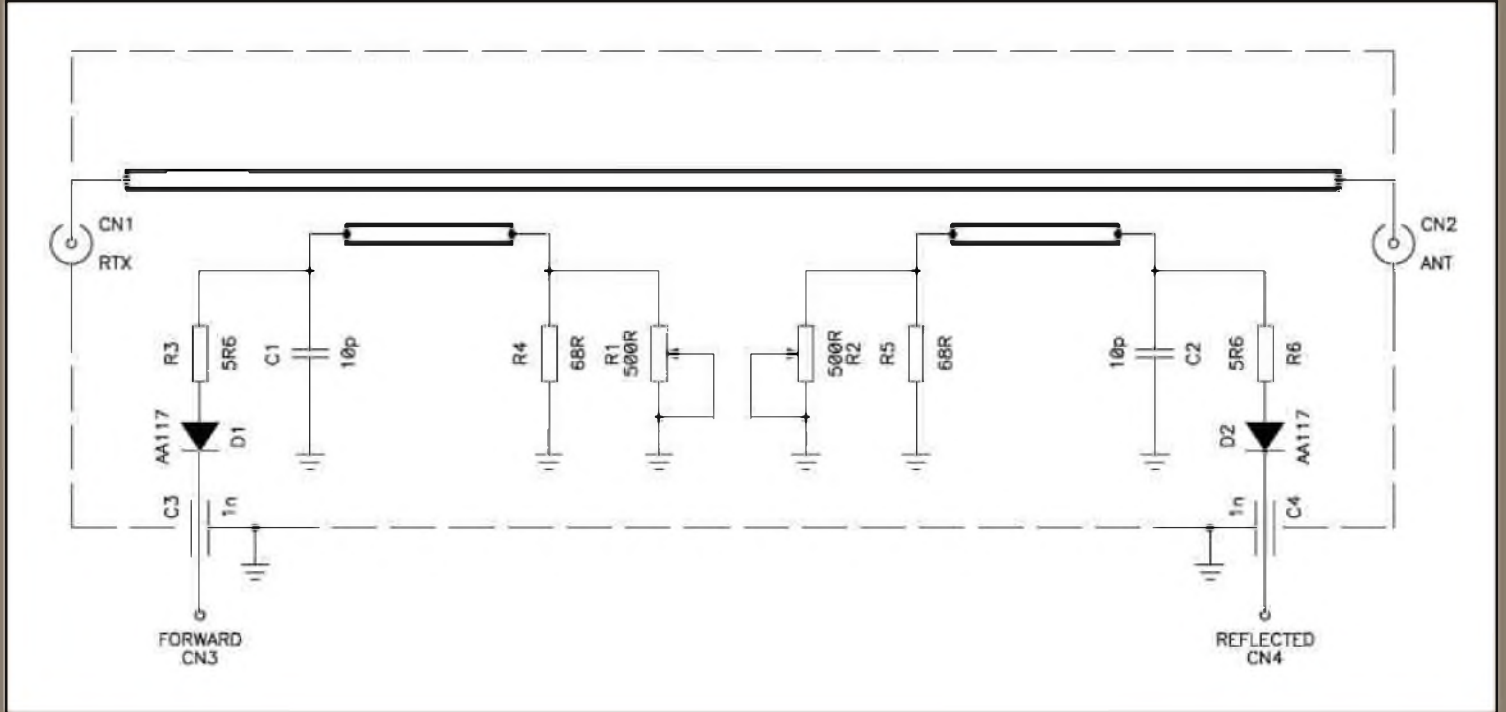 CN1
RTX
CN2
ANT
R3
5R6
C1
10p
R4
68R
R1
500R
500R
R2
R5
68R
10p
C2
5R6
R6
AA117
D1
D2
AA117
C3
1n
1n
C4
FORWARD
CN3
REFLECTED
CN4